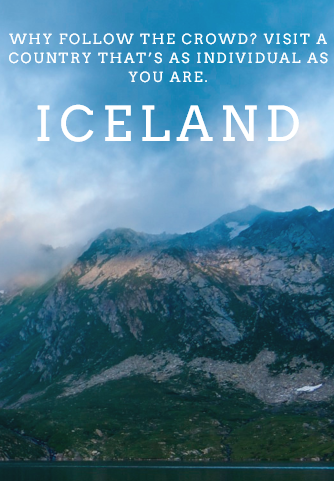 WHY FOLLOW THE CROWD? VISIT A
COUNTRY THAT'S AS INDIVIDUAL AS
YOU ARE.
ICELAND